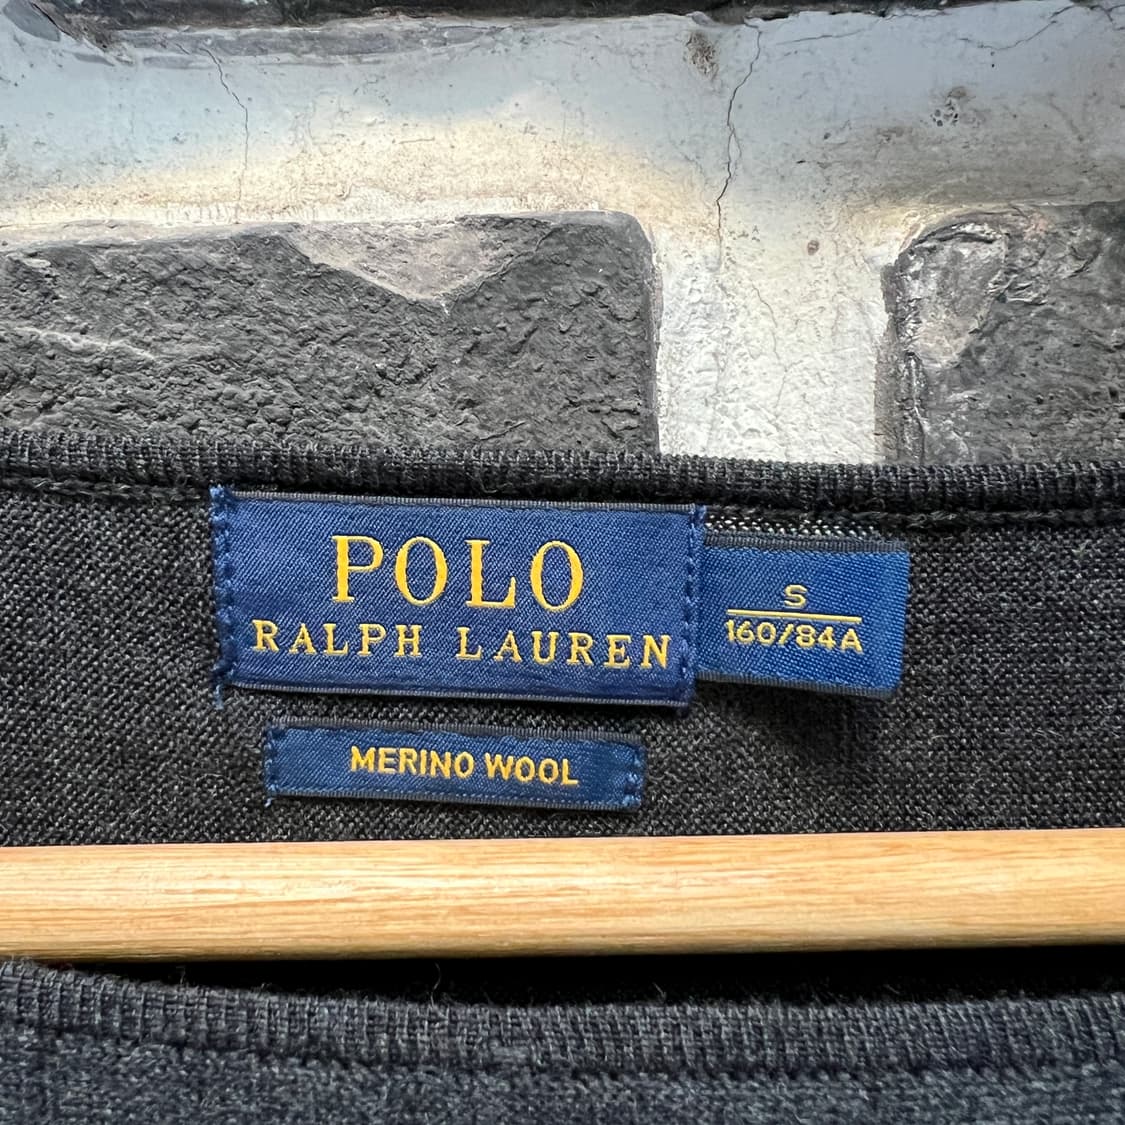 POLO
RALPH LAUREN
S
160/84A
MERINO WOOL